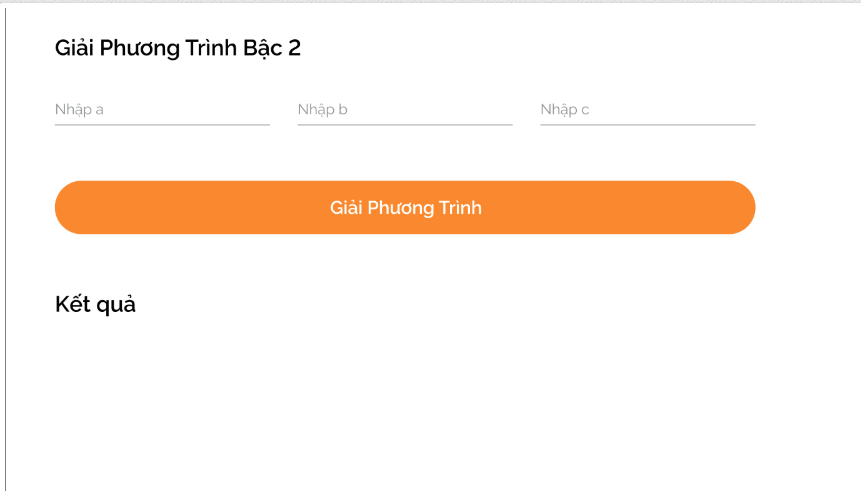 Giải Phương Trình Bậc 2
Nhập a Nhập b Nhập c
Giải Phương Trình
Kết quả